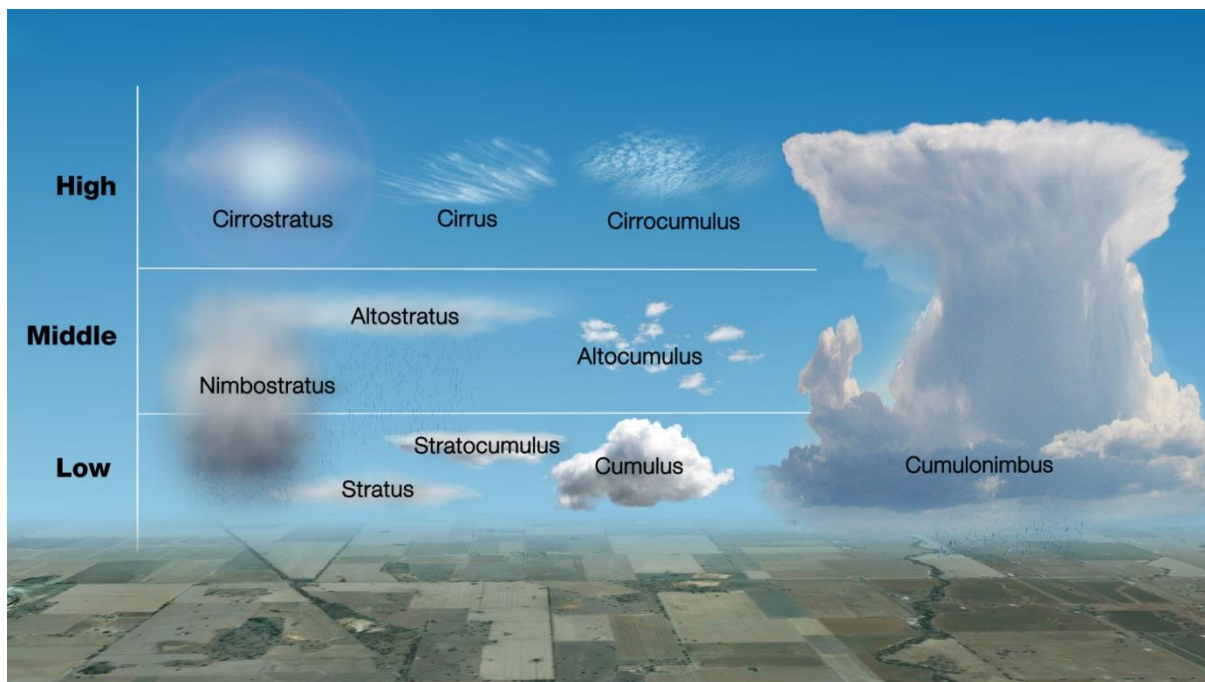 High
Cirrostratus
Cirrus
Cirrocumulus
Middle
Altostratus
Altocumulus
Nimbostratus
Low
Stratocumulus
Cumulus
Cumulonimbus
Stratus